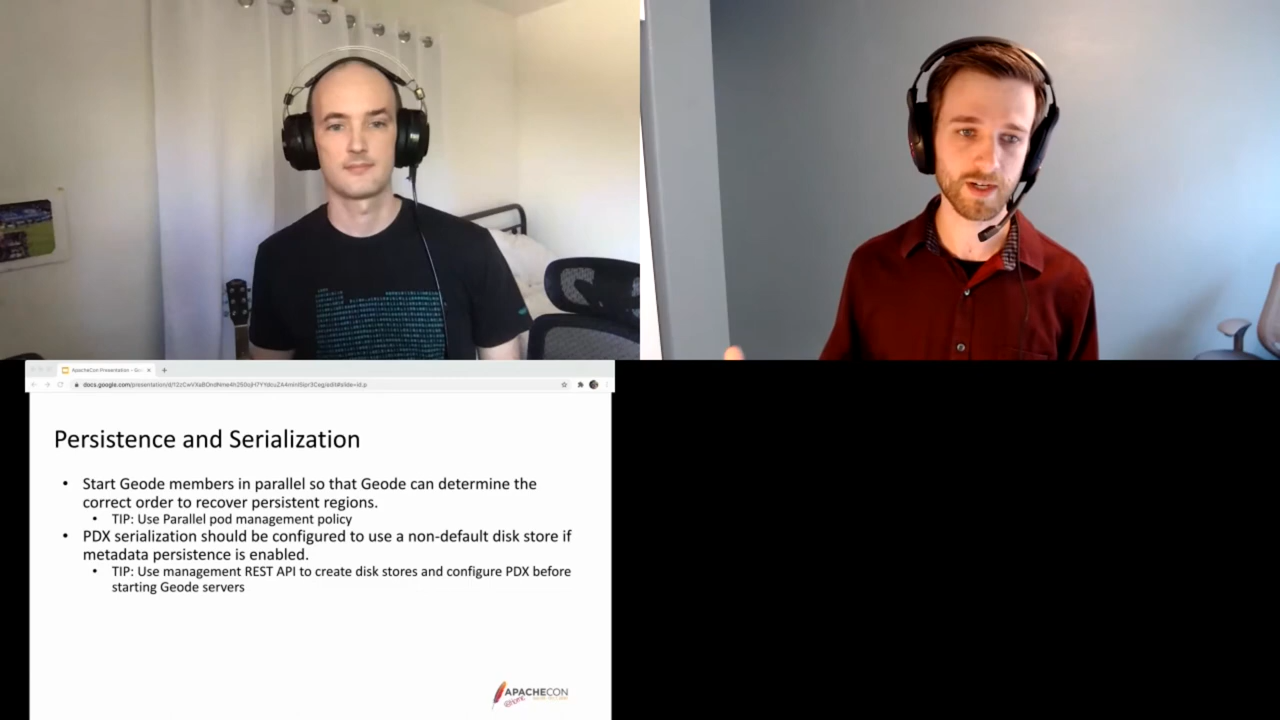 ApacheCon Presentation - 
Persistence and Serialization
• Start Geode members in parallel so that Geode can determine the
correct order to recover persistent regions.
• TIP: Use Parallel pod management policy
• PDX serialization should be configured to use a non-default disk store if
metadata persistence is enabled.
• TIP: Use management REST API to create disk stores and configure PDX before
starting Geode servers
APACHECON
@Home